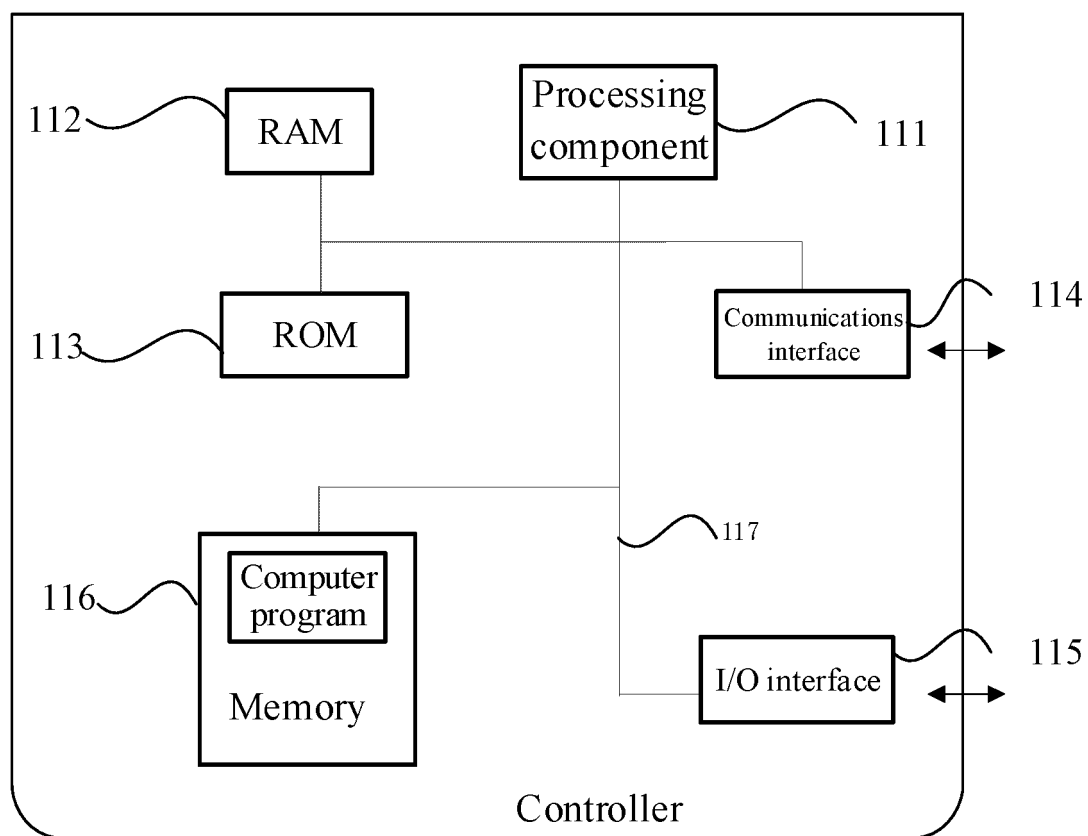 Processing
component
112
RAM
111
114
Communications
interface
113
ROM
117
Computer
program
116
Memory
115
I/O interface
Controller